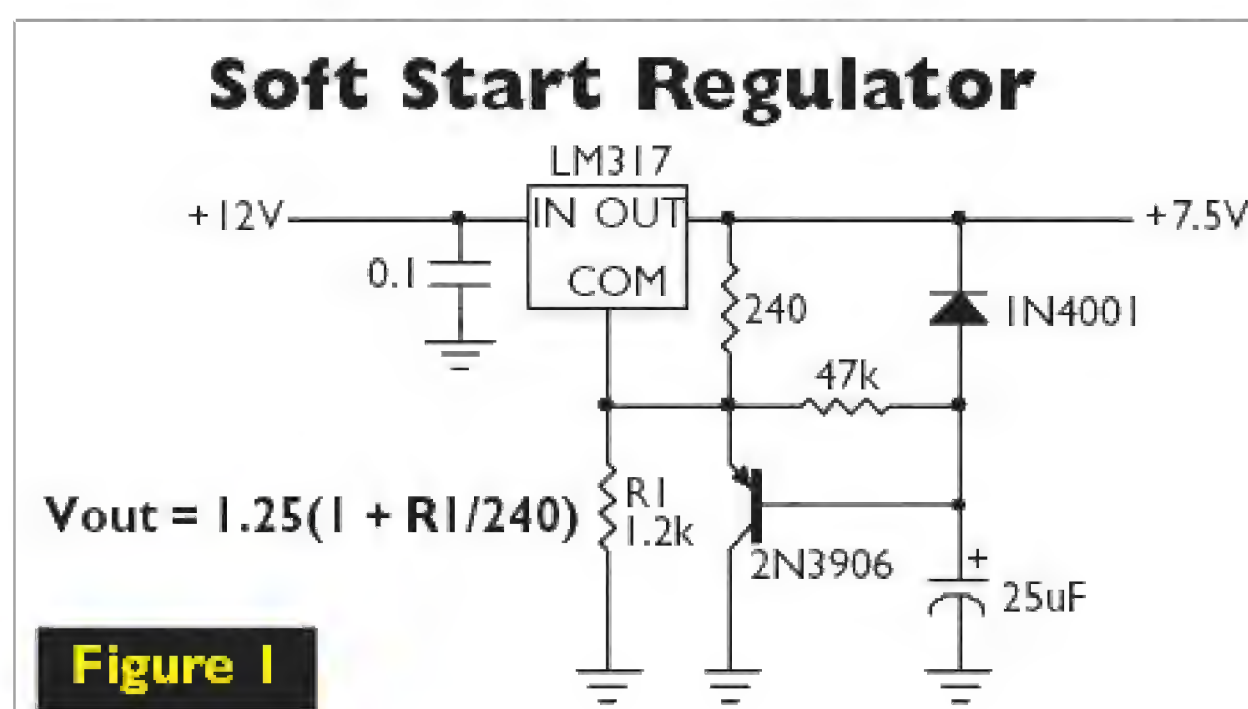 Soft Start Regulator
LM317
+12V
IN OUT
+7.5V
0.1
COM
240
1N4001
47k
Vout = 1.25(1 + R1/240)
R1
1.2k
2N3906
+
25uF
Figure 1